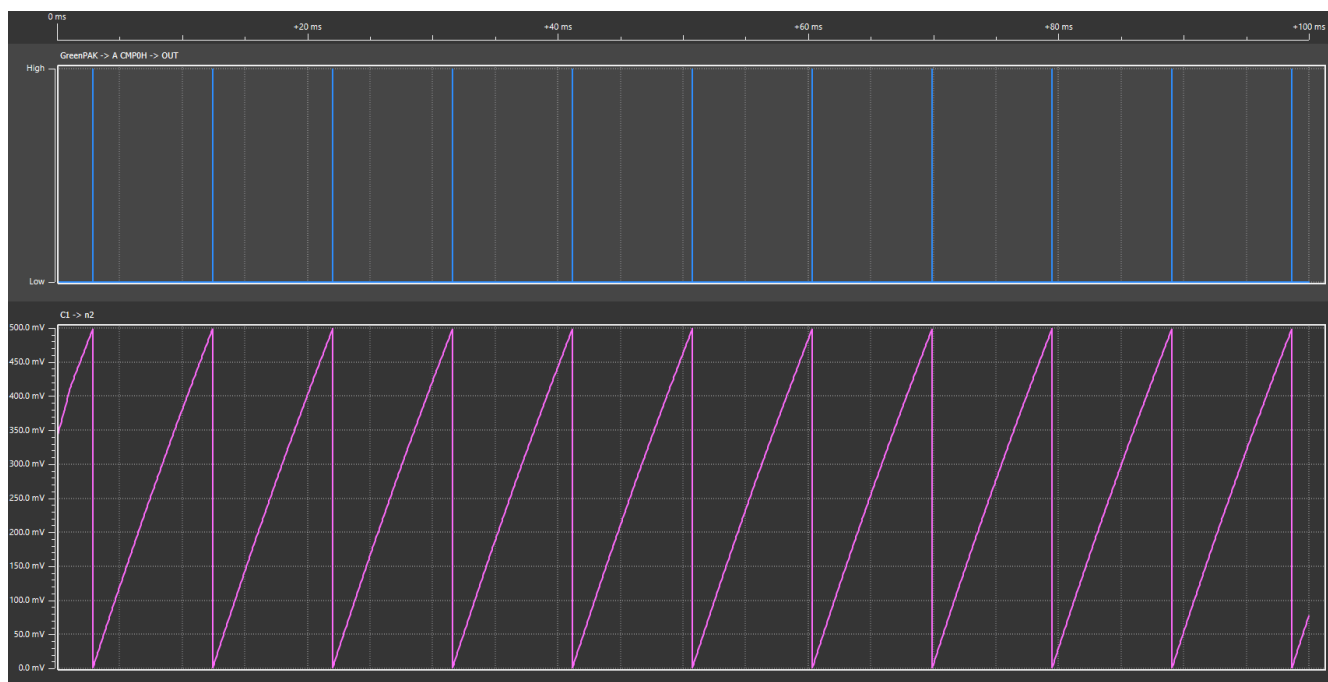 0 ms
+20 ms
+40 ms
+60 ms
+80 ms
+100 ms
GreenPAK -> A CMP0H -> OUT
High
Low
C1 -> n2
500.0 mV
450.0 mV
400.0 mV
350.0 mV
300.0 mV
250.0 mV
200.0 mV
150.0 mV
100.0 mV
50.0 mV
0.0 mV